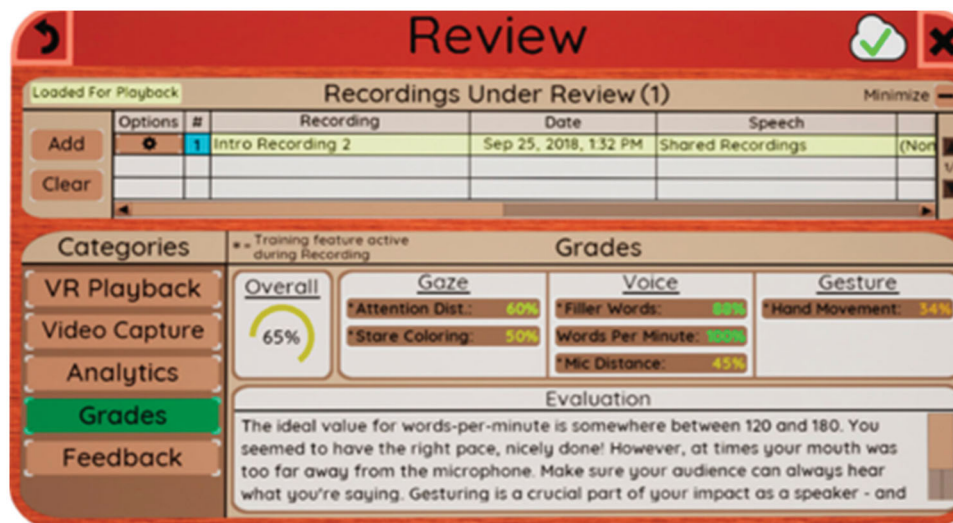 Review
Loaded For Playback
Recordings Under Review (1)
Minimize
Add
Clear
Options # Recording Date Speech
1 Intro Recording 2 Sep 25, 2018, 1:32 PM Shared Recordings (Non
Categories
VR Playback
Video Capture
Analytics
Grades
Feedback
* = Training feature active
during Recording
Grades
Overall
65%
Gaze
*Attention Dist.: 60%
*Stare Coloring: 50%
Voice
*Filler Words: 88%
Words Per Minute: 100%
*Mic Distance: 45%
Gesture
*Hand Movement: 34%
Evaluation
The ideal value for words-per-minute is somewhere between 120 and 180. You
seemed to have the right pace, nicely done! However, at times your mouth was
too far away from the microphone. Make sure your audience can always hear
what you're saying. Gesturing is a crucial part of your impact as a speaker - and